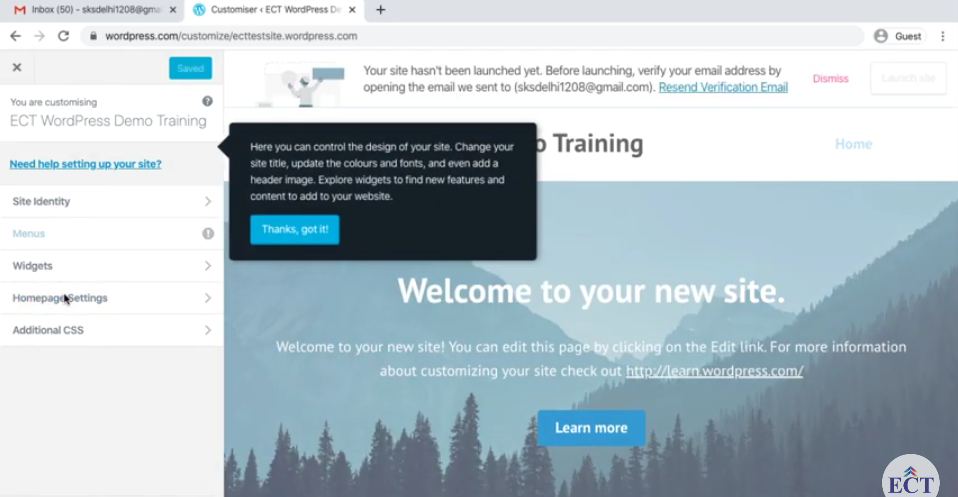 Inbox (50) - sksdelhi1208@gma
Customiser ‹ ECT WordPress De
wordpress.com/customize/ecttestsite.wordpress.com
Guest
Saved
You are customising
ECT WordPress Demo Training
Need help setting up your site?
Site Identity
Menus
Widgets
Homepage Settings
Additional CSS
Your site hasn't been launched yet. Before launching, verify your email address by
opening the email we sent to (sksdelhi1208@gmail.com). Resend Verification Email
Dismiss
Launch site
Here you can control the design of your site. Change your
site title, update the colours and fonts, and even add a
header image. Explore widgets to find new features and
content to add to your website.
Thanks, got it!
o Training
Home
Welcome to your new site.
Welcome to your new site! You can edit this page by clicking on the Edit link. For more information
about customizing your site check out http://learn.wordpress.com/
Learn more
ECT